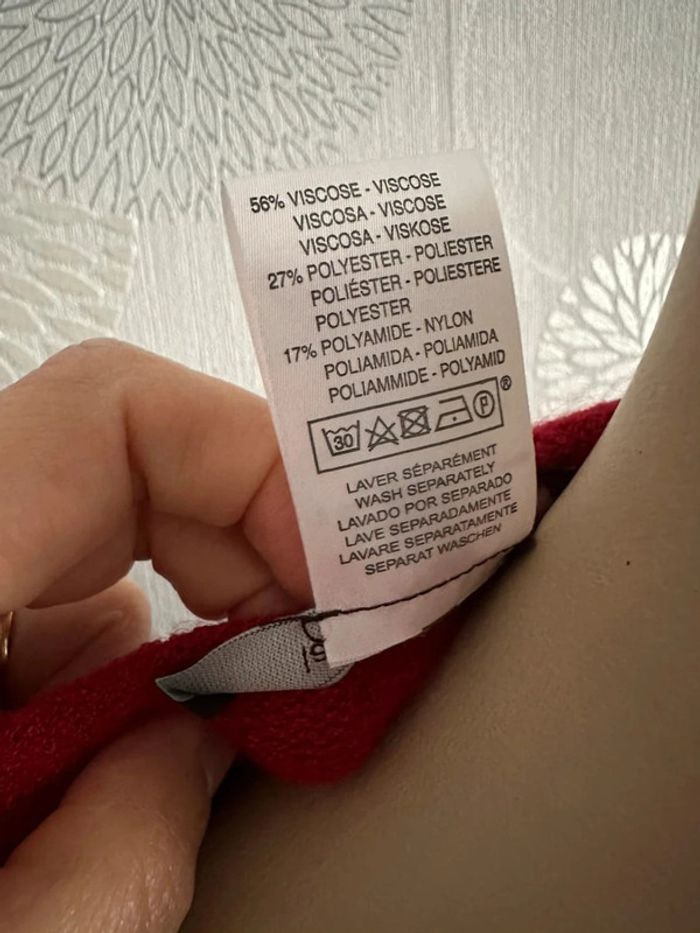 56% VISCOSE - VISCOSE
VISCOSA - VISCOSE
VISCOSA - VISKOSE
27% POLYESTER - POLIESTER
POLIÉSTER - POLIESTERE
POLYESTER
17% POLYAMIDE - NYLON
POLIAMIDA - POLIAMIDA
POLIAMMIDE - POLYAMID
30 P ®
LAVER SÉPARÉMENT
WASH SEPARATELY
LAVADO POR SEPARADO
LAVE SEPARADAMENTE
LAVARE SEPARATAMENTE
SEPARAT WASCHEN